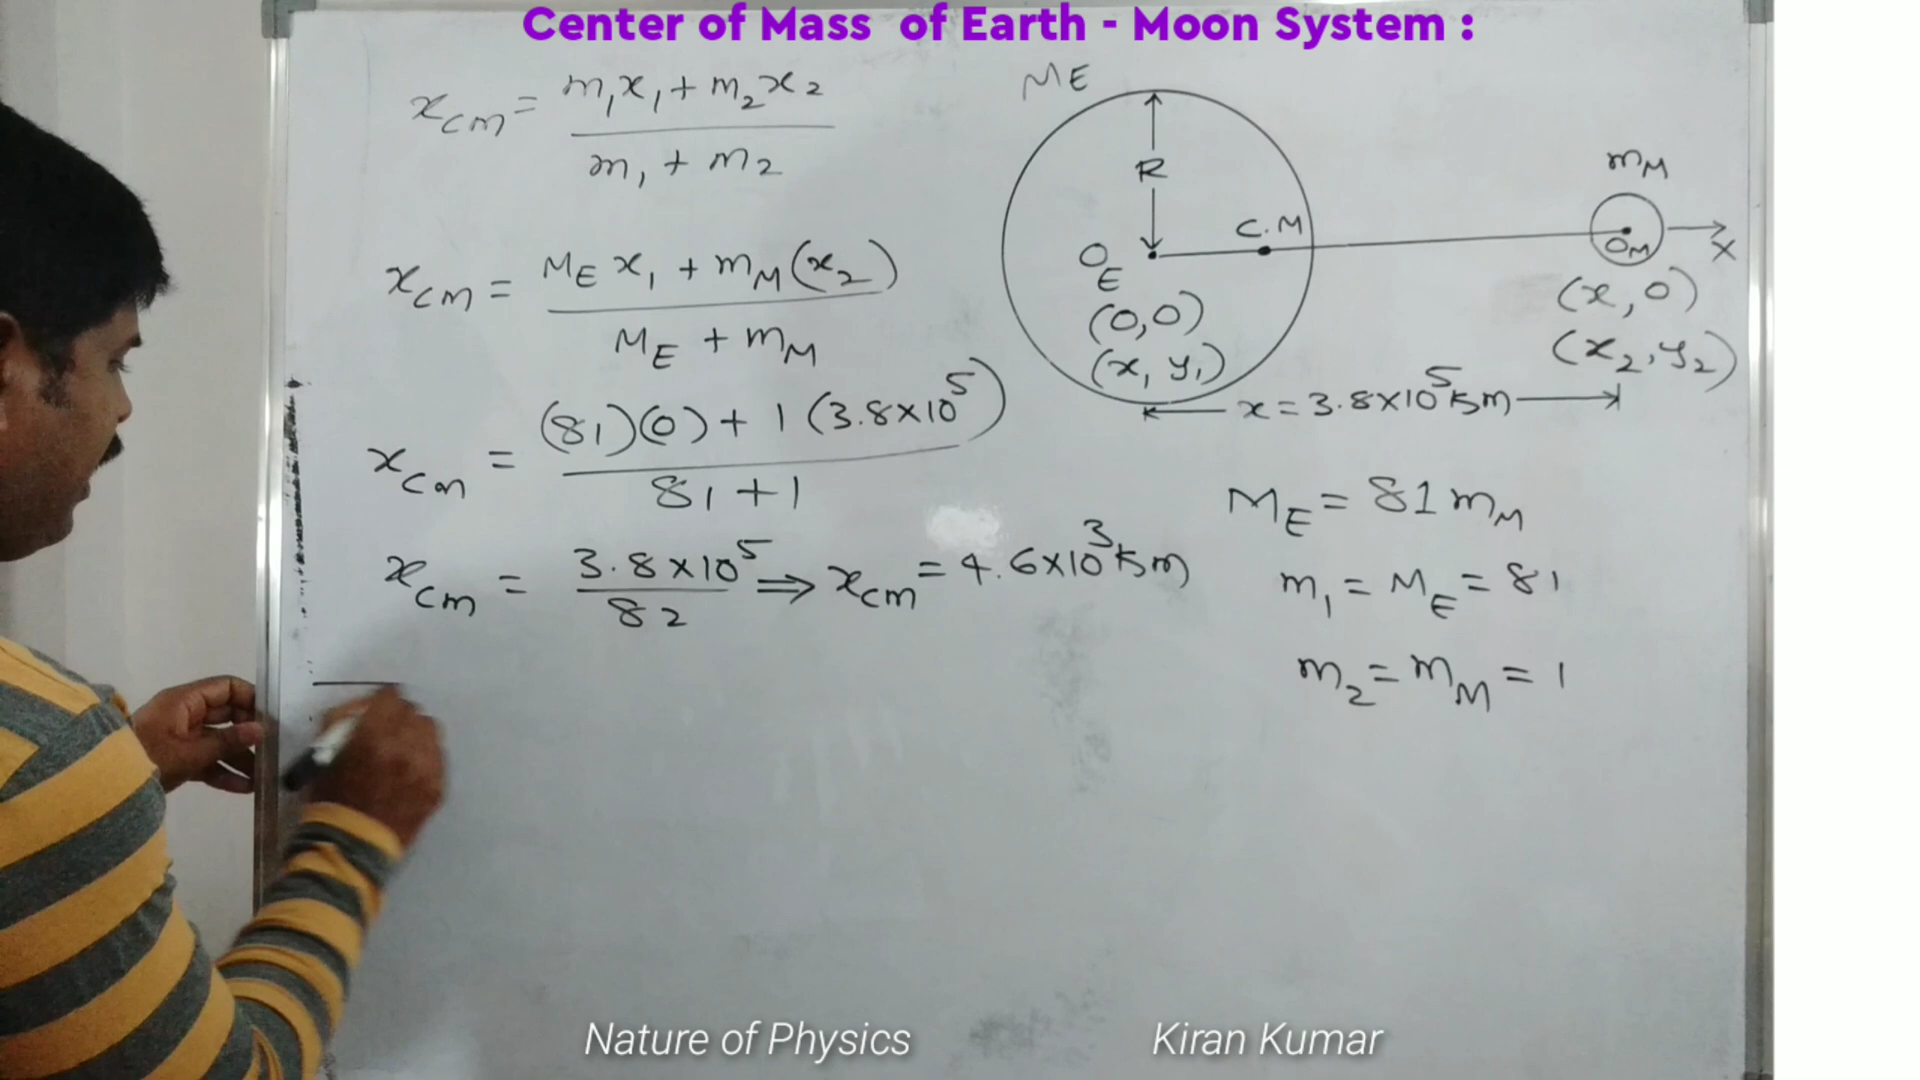 Center of Mass of Earth - Moon System :
x_cm = (m₁x₁ + m₂x₂) / (m₁ + m₂)
x_cm = (M_E x₁ + m_M(x₂)) / (M_E + m_M)
x_cm = ((81)(0) + 1 (3.8×10⁵)) / (81+1)
x_cm = 3.8×10⁵ / 82 ⇒ x_cm = 4.6×10³ km
M_E
R
C.M
O_E
(0,0)
(x₁ y₁)
m_M
O_M
X
(x,0)
(x₂,y₂)
x = 3.8×10⁵ km
M_E = 81 m_M
m₁ = M_E = 81
m₂ = m_M = 1
Nature of Physics
Kiran Kumar